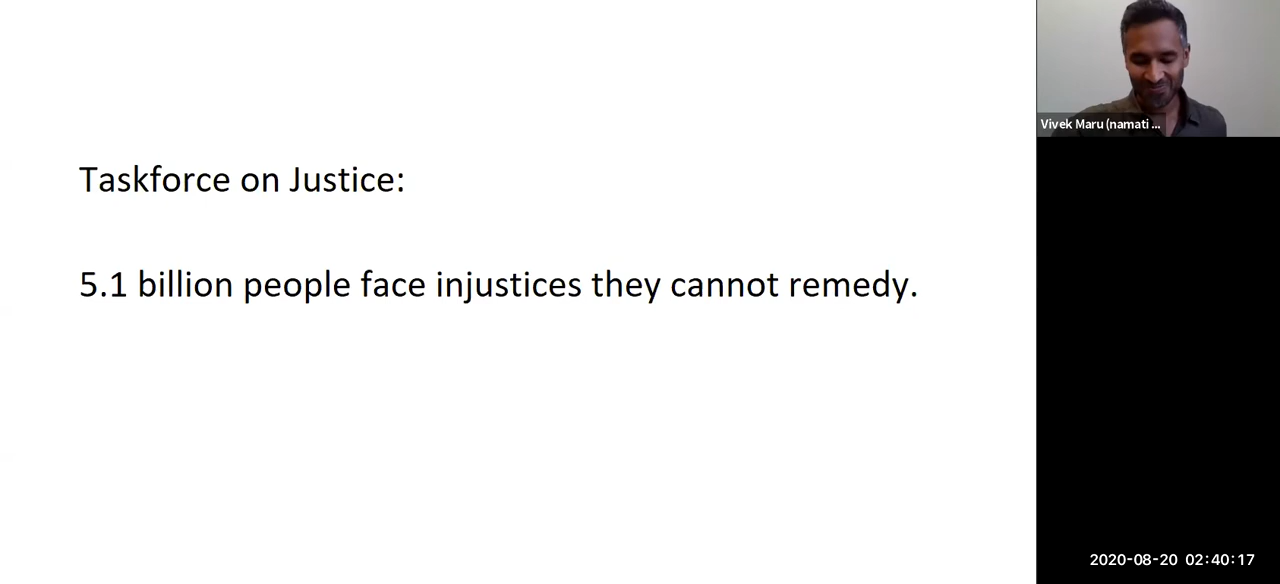 Taskforce on Justice:
5.1 billion people face injustices they cannot remedy.
Vivek Maru (namati ...
2020-08-20 02:40:17